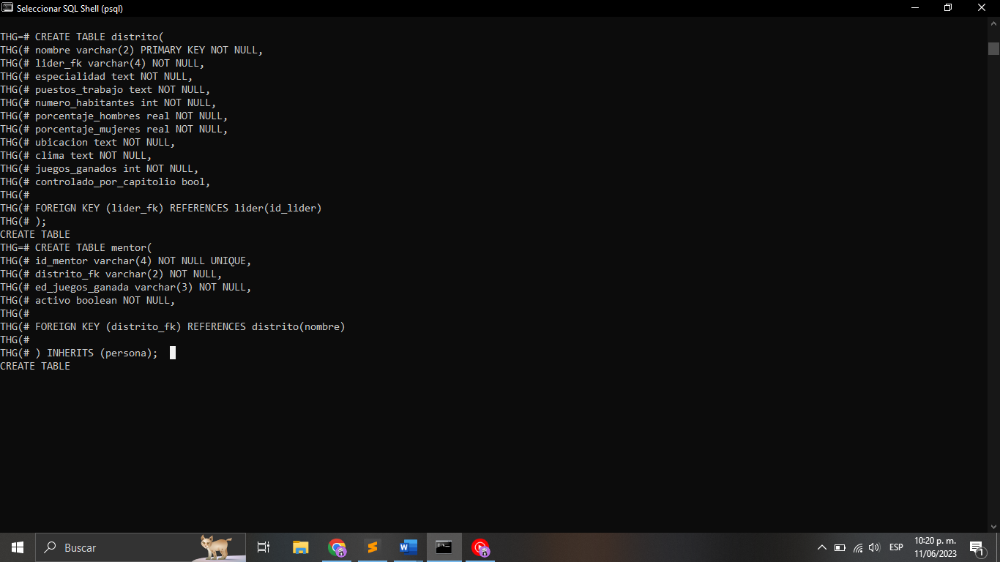 Seleccionar SQL Shell (psql)
THG=# CREATE TABLE distrito(
THG(# nombre varchar(2) PRIMARY KEY NOT NULL,
THG(# lider_fk varchar(4) NOT NULL,
THG(# especialidad text NOT NULL,
THG(# puestos_trabajo text NOT NULL,
THG(# numero_habitantes int NOT NULL,
THG(# porcentaje_hombres real NOT NULL,
THG(# porcentaje_mujeres real NOT NULL,
THG(# ubicacion text NOT NULL,
THG(# clima text NOT NULL,
THG(# juegos_ganados int NOT NULL,
THG(# controlado_por_capitolio bool,
THG(#
THG(# FOREIGN KEY (lider_fk) REFERENCES lider(id_lider)
THG(# );
CREATE TABLE
THG=# CREATE TABLE mentor(
THG(# id_mentor varchar(4) NOT NULL UNIQUE,
THG(# distrito_fk varchar(2) NOT NULL,
THG(# ed_juegos_ganada varchar(3) NOT NULL,
THG(# activo boolean NOT NULL,
THG(#
THG(# FOREIGN KEY (distrito_fk) REFERENCES distrito(nombre)
THG(#
THG(# ) INHERITS (persona);
CREATE TABLE
Buscar
ESP
10:20 p. m.
11/06/2023
1